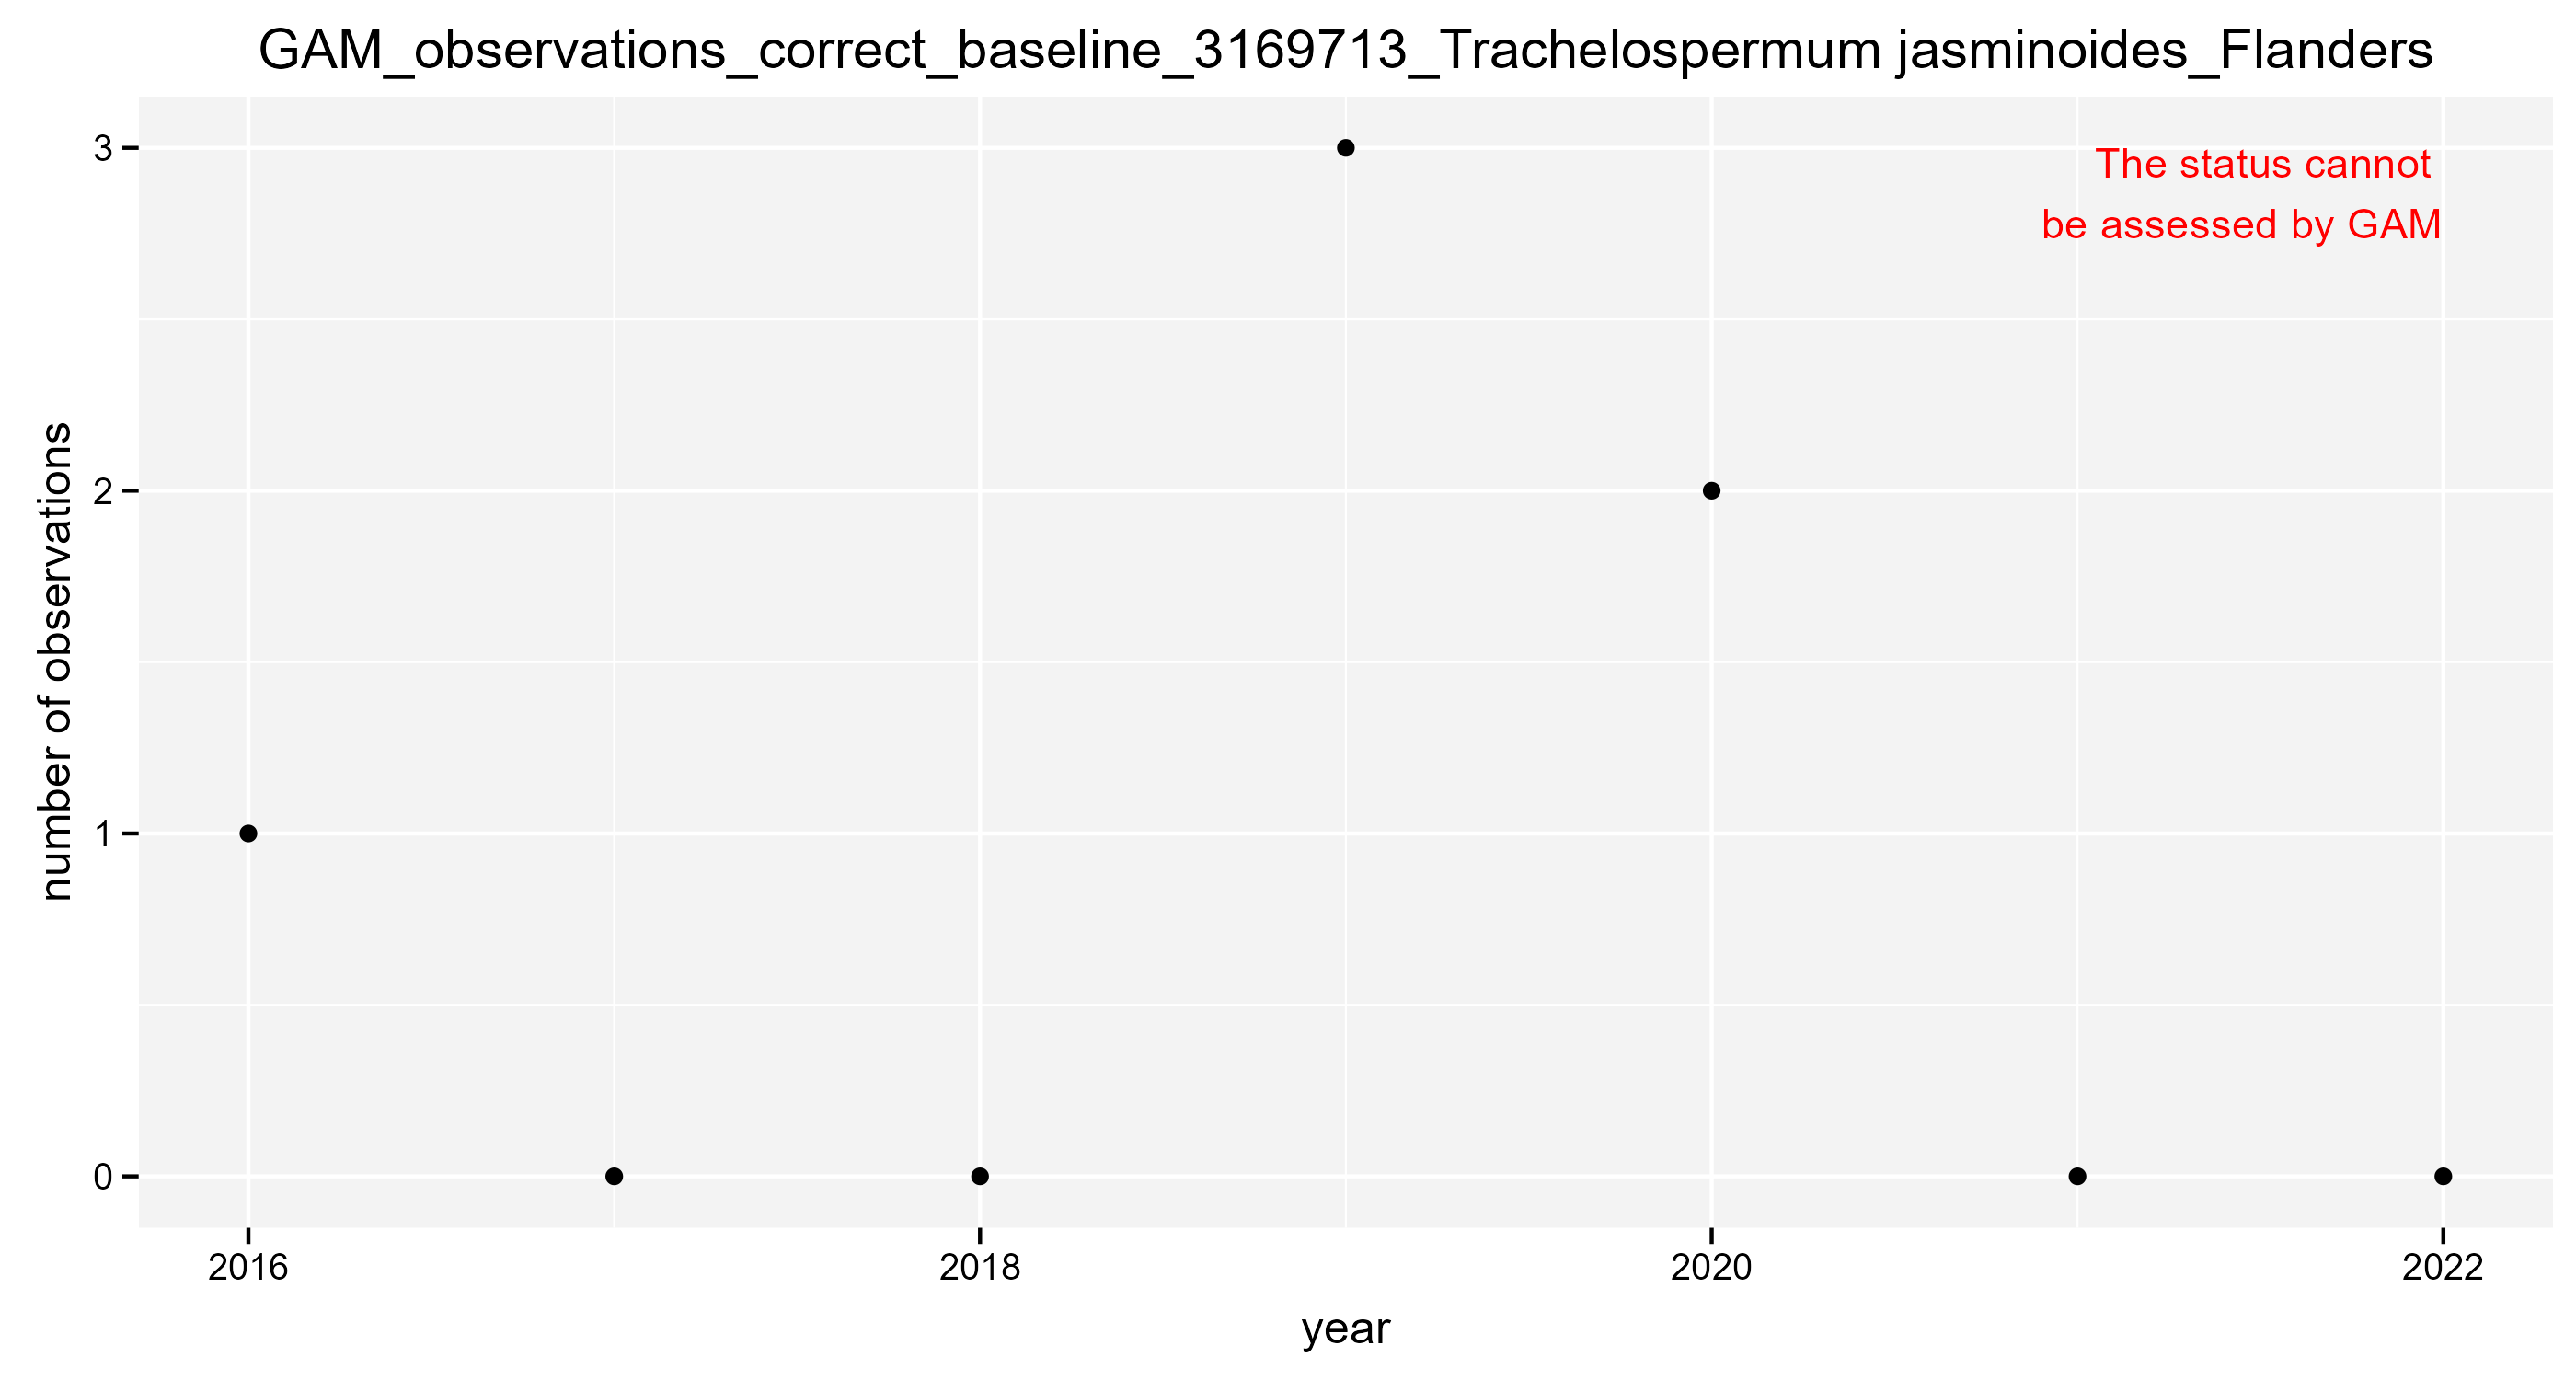 GAM_observations_correct_baseline_3169713_Trachelospermum jasminoides_Flanders
The status cannot
be assessed by GAM
number of observations
3
2
1
0
2016
2018
2020
2022
year